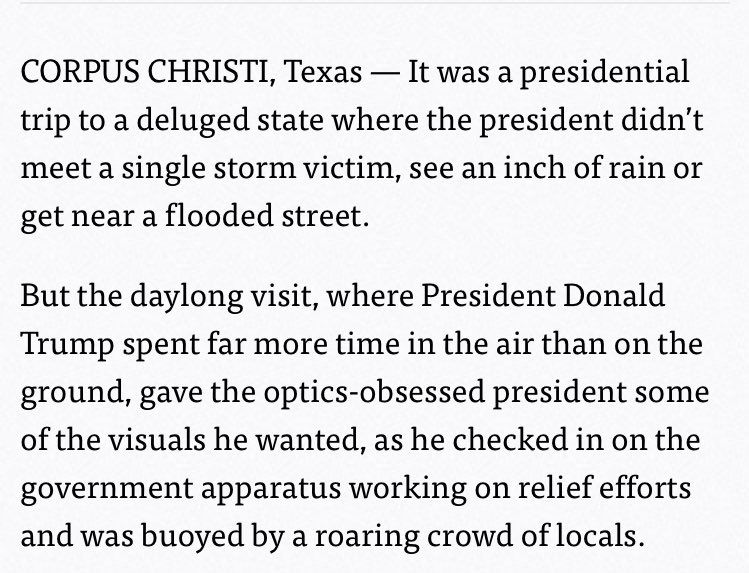 CORPUS CHRISTI, Texas — It was a presidential
trip to a deluged state where the president didn’t
meet a single storm victim, see an inch of rain or
get near a flooded street.
But the daylong visit, where President Donald
Trump spent far more time in the air than on the
ground, gave the optics-obsessed president some
of the visuals he wanted, as he checked in on the
government apparatus working on relief efforts
and was buoyed by a roaring crowd of locals.